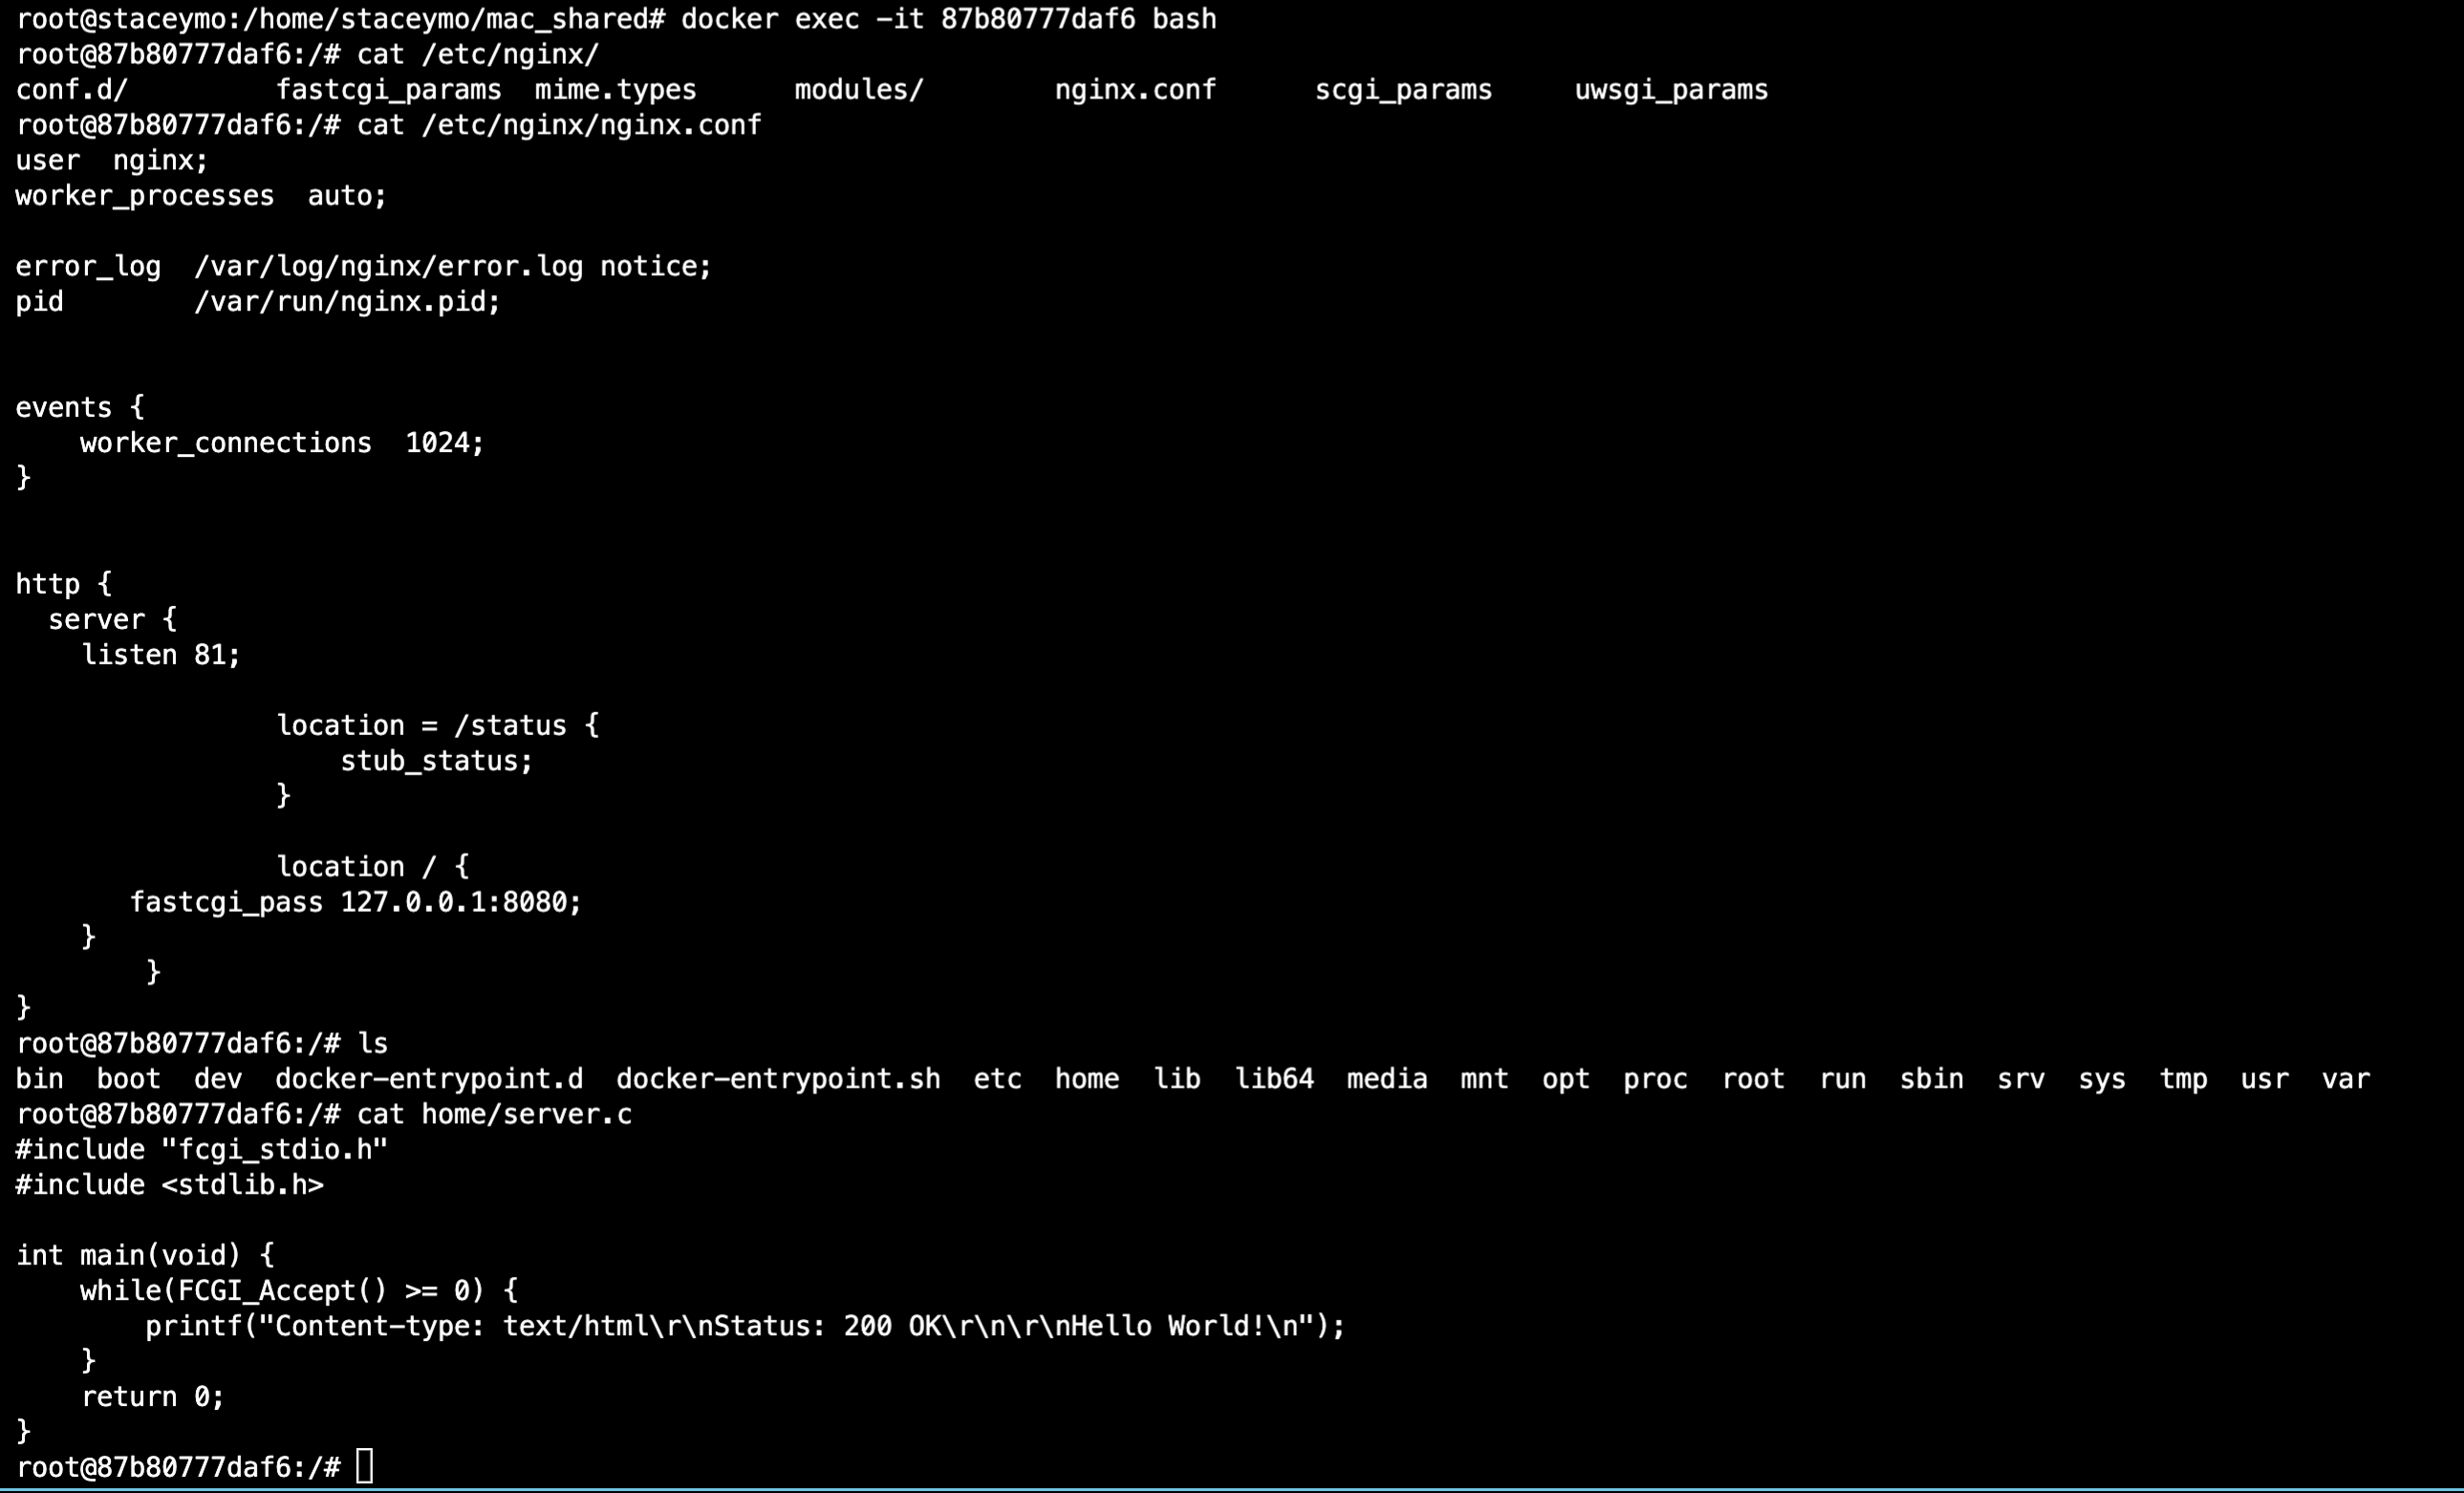 root@staceymo:/home/staceymo/mac_shared# docker exec -it 87b80777daf6 bash
root@87b80777daf6:/# cat /etc/nginx/
conf.d/         fastcgi_params  mime.types      modules/        nginx.conf      scgi_params     uwsgi_params
root@87b80777daf6:/# cat /etc/nginx/nginx.conf
user  nginx;
worker_processes  auto;

error_log  /var/log/nginx/error.log notice;
pid        /var/run/nginx.pid;


events {
    worker_connections  1024;
}


http {
  server {
    listen 81;

                location = /status {
                    stub_status;
                }

                location / {
       fastcgi_pass 127.0.0.1:8080;
    }
        }
}
root@87b80777daf6:/# ls
bin  boot  dev  docker-entrypoint.d  docker-entrypoint.sh  etc  home  lib  lib64  media  mnt  opt  proc  root  run  sbin  srv  sys  tmp  usr  var
root@87b80777daf6:/# cat home/server.c
#include "fcgi_stdio.h"
#include <stdlib.h>

int main(void) {
    while(FCGI_Accept() >= 0) {
        printf("Content-type: text/html\r\nStatus: 200 OK\r\n\r\nHello World!\n");
    }
    return 0;
}
root@87b80777daf6:/#